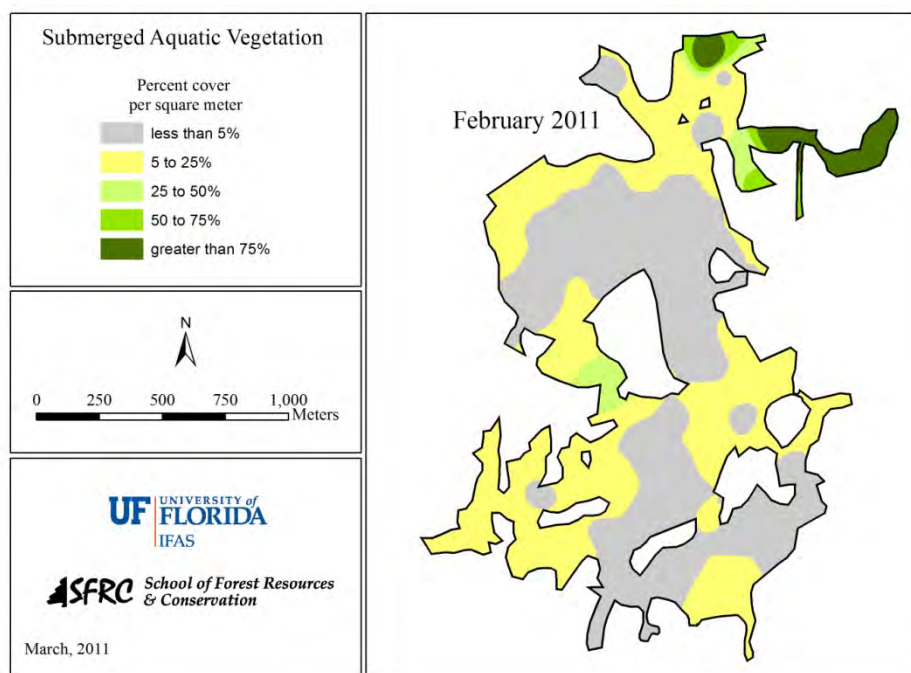 Submerged Aquatic Vegetation
Percent cover
per square meter
less than 5%
5 to 25%
25 to 50%
50 to 75%
greater than 75%
N
0 250 500 750 1,000
Meters
UF UNIVERSITY of
FLORIDA
IFAS
SFRC School of Forest Resources
& Conservation
March, 2011
February 2011